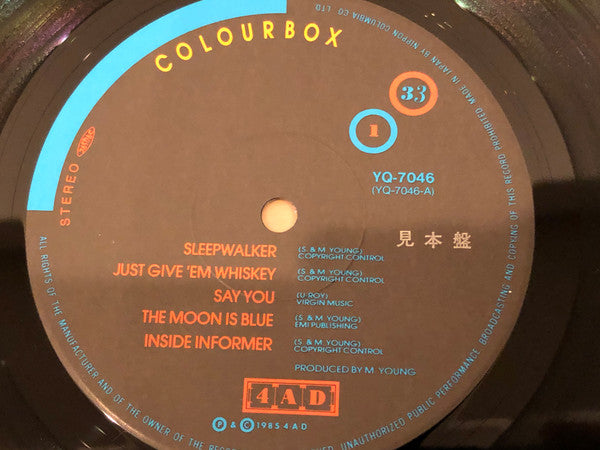 COLOURBOX
33
1
STEREO
YQ-7046
(YQ-7046-A)
見本盤
SLEEPWALKER (S. & M. YOUNG) COPYRIGHT CONTROL
JUST GIVE 'EM WHISKEY (S. & M. YOUNG) COPYRIGHT CONTROL
SAY YOU (U ROY) VIRGIN MUSIC
THE MOON IS BLUE (S. & M YOUNG) EMI PUBLISHING
INSIDE INFORMER (S. & M YOUNG) COPYRIGHT CONTROL
PRODUCED BY M. YOUNG
4AD
℗ & © 1985 4AD
ALL RIGHTS OF THE MANUFACTURER AND OF THE OWNER OF THE UNAUTHORIZED PUBLIC PERFORMANCE, BROADCASTING AND COPYING OF THIS RECORD PROHIBITED MADE IN JAPAN BY NIPPON COLUMBIA CO. LTD.